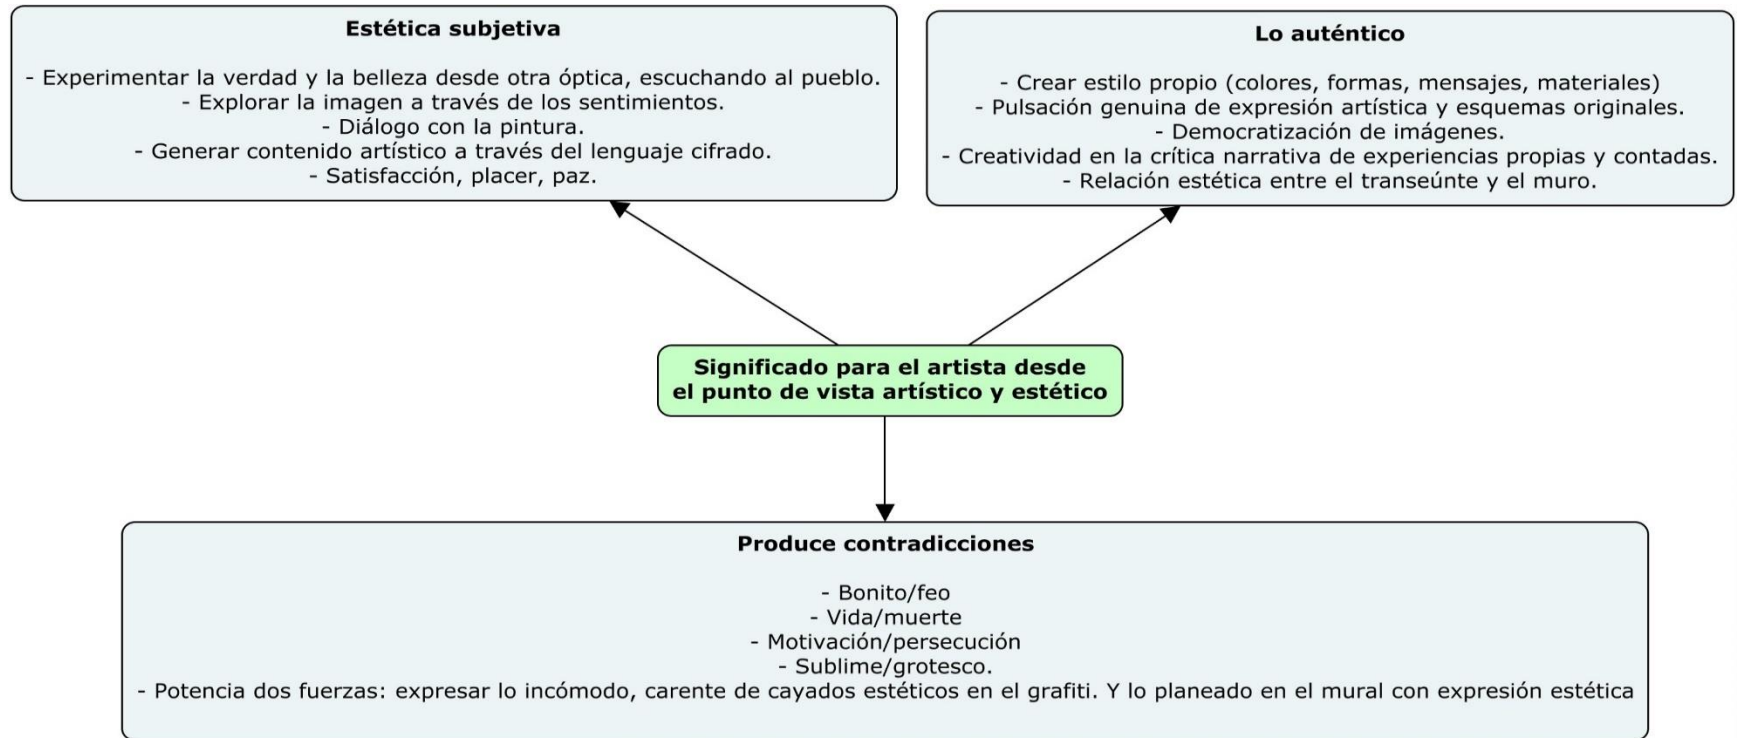 Estética subjetiva
- Experimentar la verdad y la belleza desde otra óptica, escuchando al pueblo.
- Explorar la imagen a través de los sentimientos.
- Diálogo con la pintura.
- Generar contenido artístico a través del lenguaje cifrado.
- Satisfacción, placer, paz.
Lo auténtico
- Crear estilo propio (colores, formas, mensajes, materiales)
- Pulsación genuina de expresión artística y esquemas originales.
- Democratización de imágenes.
- Creatividad en la crítica narrativa de experiencias propias y contadas.
- Relación estética entre el transeúnte y el muro.
Significado para el artista desde
el punto de vista artístico y estético
Produce contradicciones
- Bonito/feo
- Vida/muerte
- Motivación/persecución
- Sublime/grotesco.
- Potencia dos fuerzas: expresar lo incómodo, carente de cayados estéticos en el grafiti. Y lo planeado en el mural con expresión estética